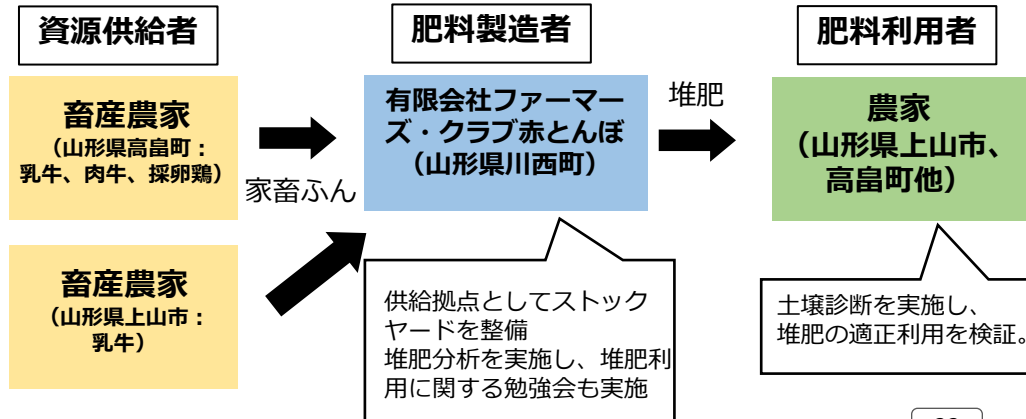 資源供給者
肥料製造者
肥料利用者
畜産農家
（山形県高畠町：
乳牛、肉牛、採卵鶏）
家畜ふん
有限会社ファーマー
ズ・クラブ赤とんぼ
（山形県川西町）
堆肥
農家
（山形県上山市、
高畠町他）
畜産農家
（山形県上山市：
乳牛）
供給拠点としてストック
ヤードを整備
堆肥分析を実施し、堆肥利
用に関する勉強会も実施
土壌診断を実施し、
堆肥の適正利用を検証。